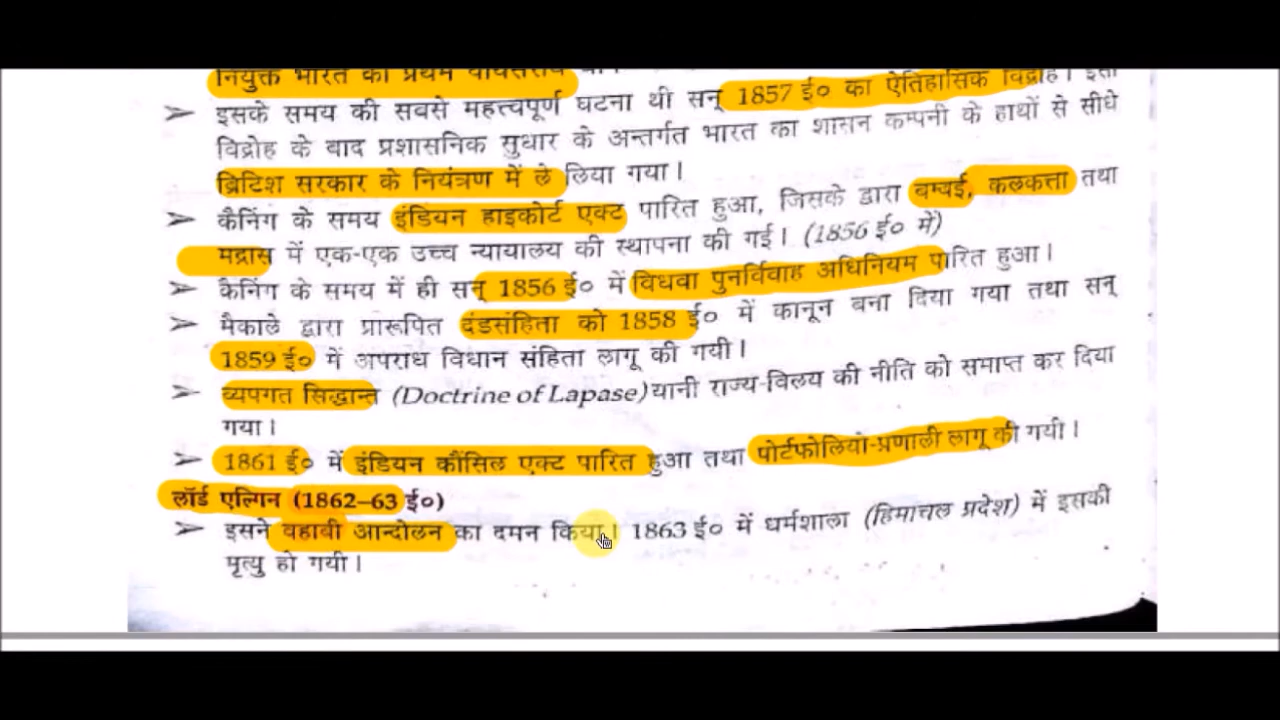 नियुक्त भारत का प्रथम वायसराय
➢ इसके समय की सबसे महत्त्वपूर्ण घटना थी सन् 1857 ई० का ऐतिहासिक विद्रोह। इसी
विद्रोह के बाद प्रशासनिक सुधार के अन्तर्गत भारत का शासन कम्पनी के हाथों से सीधे
ब्रिटिश सरकार के नियंत्रण में ले लिया गया।
➢ कैनिंग के समय इंडियन हाइकोर्ट एक्ट पारित हुआ, जिसके द्वारा बम्बई, कलकत्ता तथा
मद्रास में एक-एक उच्च न्यायालय की स्थापना की गई। (1856 ई० में)
➢ कैनिंग के समय में ही सन् 1856 ई० में विधवा पुनर्विवाह अधिनियम पारित हुआ।
➢ मैकाले द्वारा प्रारूपित दंडसंहिता को 1858 ई० में कानून बना दिया गया तथा सन्
1859 ई० में अपराध विधान संहिता लागू की गयी।
➢ व्यपगत सिद्धान्त (Doctrine of Lapase) यानी राज्य-विलय की नीति को समाप्त कर दिया
गया।
➢ 1861 ई० में इंडियन कौंसिल एक्ट पारित हुआ तथा पोर्टफोलियो-प्रणाली लागू की गयी।
लॉर्ड एल्गिन (1862–63 ई०)
➢ इसने वहाबी आन्दोलन का दमन किया। 1863 ई० में धर्मशाला (हिमाचल प्रदेश) में इसकी
मृत्यु हो गयी।